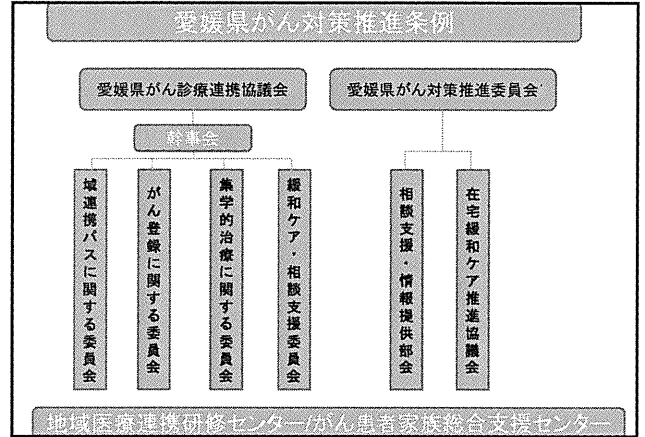 愛媛県がん対策推進条例
愛媛県がん診療連携協議会
愛媛県がん対策推進委員会
幹事会
域連携パスに関する委員会
がん登録に関する委員会
集学的治療に関する委員会
緩和ケア・相談支援委員会
相談支援・情報提供部会
在宅緩和ケア推進協議会
地域医療連携研修センター/がん患者家族総合支援センター